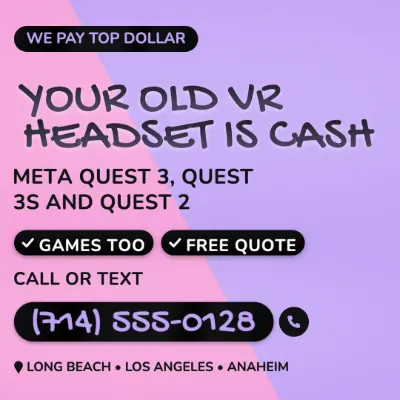 WE PAY TOP DOLLAR
YOUR OLD VR
HEADSET IS CASH
META QUEST 3, QUEST
3S AND QUEST 2
GAMES TOO FREE QUOTE
CALL OR TEXT
(714) 555-0128
LONG BEACH • LOS ANGELES • ANAHEIM